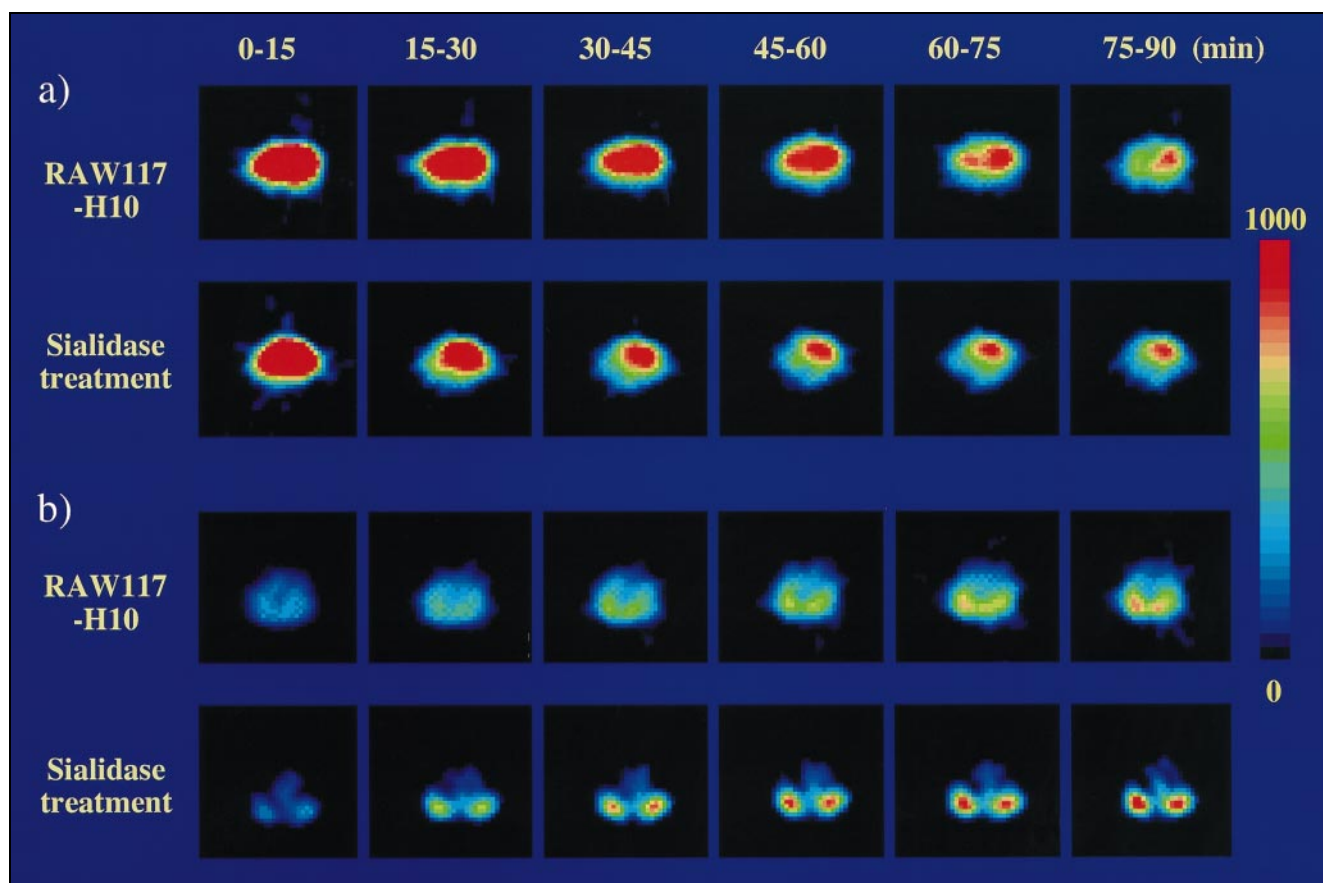 0-15 15-30 30-45 45-60 60-75 75-90 (min)
a)
RAW117
-H10
1000
Sialidase
treatment
b)
RAW117
-H10
0
Sialidase
treatment